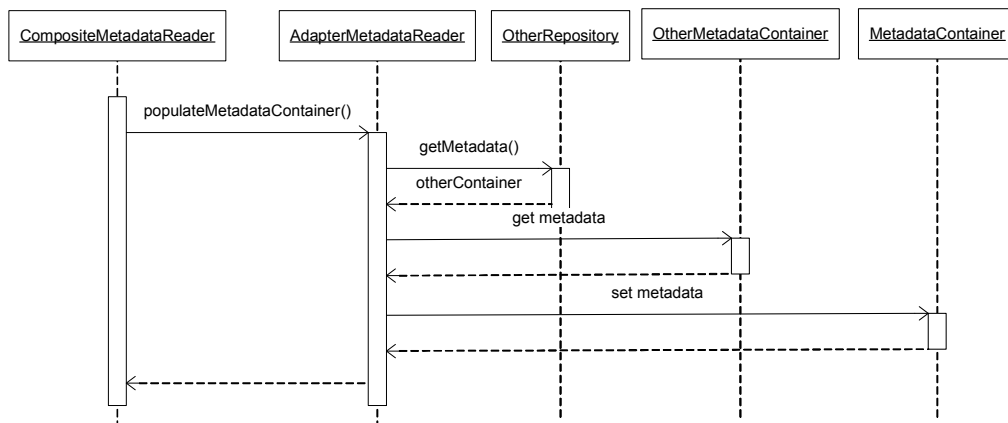 CompositeMetadataReader
AdapterMetadataReader
OtherRepository
OtherMetadataContainer
MetadataContainer
populateMetadataContainer()
getMetadata()
otherContainer
get metadata
set metadata